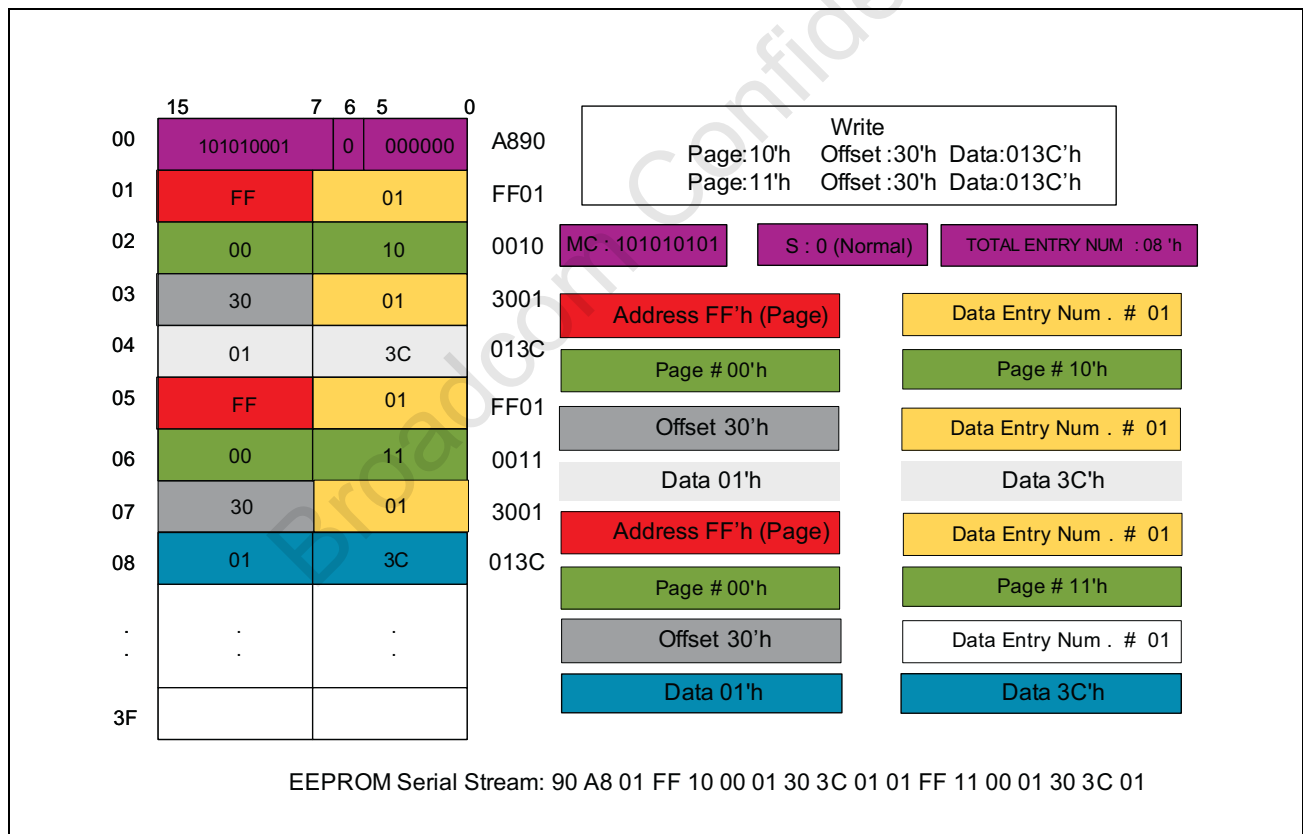 15 7 6 5 0
00 101010001 0 000000 A890
01 FF 01 FF01
02 00 10 0010
03 30 01 3001
04 01 3C 013C
05 FF 01 FF01
06 00 11 0011
07 30 01 3001
08 01 3C 013C
. . .
. . .
3F
Write
Page:10'h Offset :30'h Data:013C'h
Page:11'h Offset :30'h Data:013C'h
MC : 101010101 S : 0 (Normal) TOTAL ENTRY NUM : 08 'h
Address FF'h (Page) Data Entry Num . # 01
Page # 00'h Page # 10'h
Offset 30'h Data Entry Num . # 01
Data 01'h Data 3C'h
Address FF'h (Page) Data Entry Num . # 01
Page # 00'h Page # 11'h
Offset 30'h Data Entry Num . # 01
Data 01'h Data 3C'h
EEPROM Serial Stream: 90 A8 01 FF 10 00 01 30 3C 01 01 FF 11 00 01 30 3C 01
Broadcom Confide